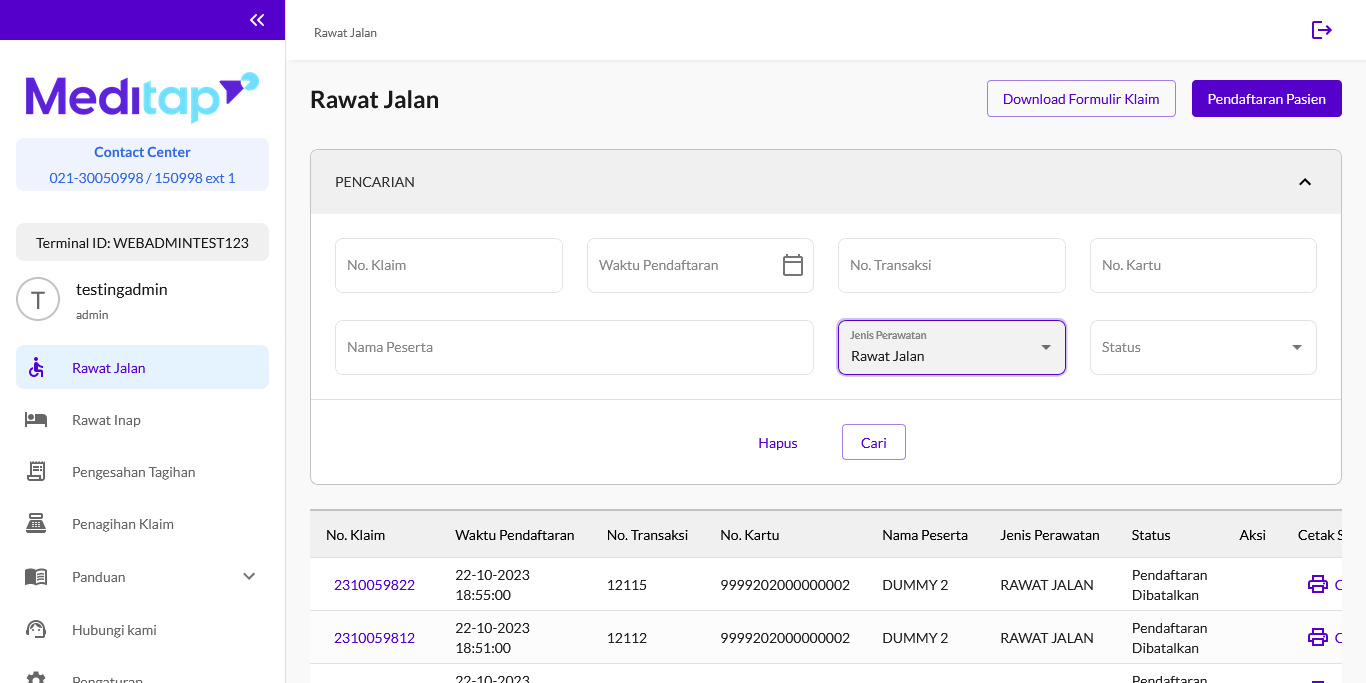 Rawat Jalan
Meditap
Contact Center
021-30050998 / 150998 ext 1
Terminal ID: WEBADMINTEST123
T
testingadmin
admin
Rawat Jalan
Rawat Inap
Pengesahan Tagihan
Penagihan Klaim
Panduan
Hubungi kami
Pengaturan
Rawat Jalan
Download Formulir Klaim
Pendaftaran Pasien
PENCARIAN
No. Klaim
Waktu Pendaftaran
No. Transaksi
No. Kartu
Nama Peserta
Jenis Perawatan
Rawat Jalan
Status
Hapus
Cari
No. Klaim Waktu Pendaftaran No. Transaksi No. Kartu Nama Peserta Jenis Perawatan Status Aksi Cetak S
2310059822 22-10-2023 18:55:00 12115 9999202000000002 DUMMY 2 RAWAT JALAN Pendaftaran Dibatalkan C
2310059812 22-10-2023 18:51:00 12112 9999202000000002 DUMMY 2 RAWAT JALAN Pendaftaran Dibatalkan C
22-10-2023 Pendaftaran